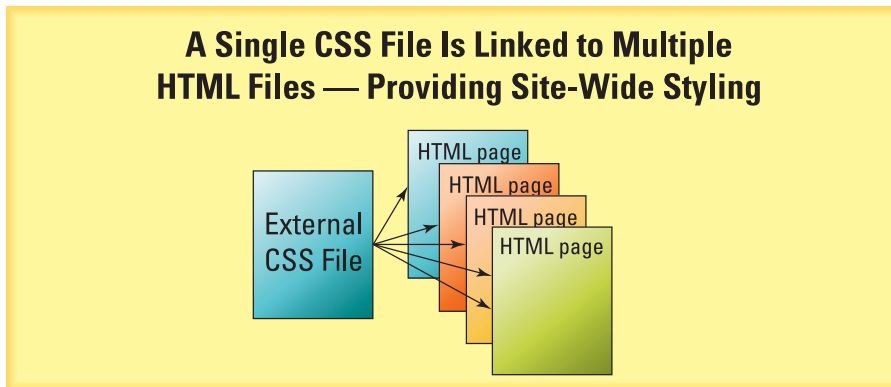 A Single CSS File Is Linked to Multiple
HTML Files — Providing Site-Wide Styling
External
CSS File
HTML page
HTML page
HTML page
HTML page